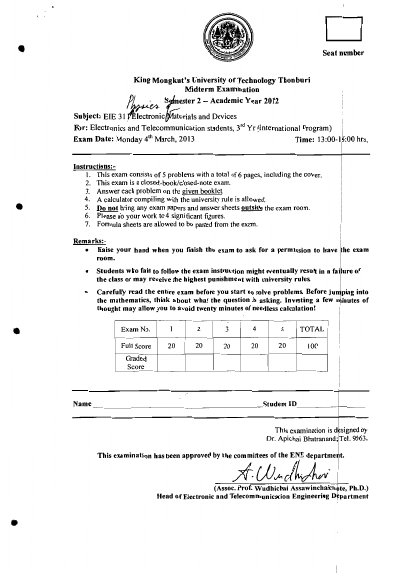 Seat number
King Mongkut's University of Technology Thonburi
Midterm Examination
Semester 2 – Academic Year 2012
Physics of
Subject: EIE 311 Electronic Materials and Devices
For: Electronics and Telecommunication students, 3rd Yr (International Program)
Exam Date: Monday 4th March, 2013 Time: 13:00-16:00 hrs.
Instructions:-
1. This exam consists of 5 problems with a total of 6 pages, including the cover.
2. This exam is a closed-book/closed-note exam.
3. Answer each problem on the given booklet
4. A calculator compiling with the university rule is allowed.
5. Do not bring any exam papers and answer sheets outside the exam room.
6. Please do your work to 4 significant figures.
7. Formula sheets are allowed to be passed from the exam.
Remarks:-
• Raise your hand when you finish the exam to ask for a permission to leave the exam
room.
• Students who fail to follow the exam instruction might eventually result in a failure of
the class or may receive the highest punishment with university rules.
• Carefully read the entire exam before you start to solve problems. Before jumping into
the mathematics, think about what the question is asking. Investing a few minutes of
thought may allow you to avoid twenty minutes of needless calculation!
Exam No. 1 2 3 4 5 TOTAL
Full Score 20 20 20 20 20 100
Graded
Score
Name Student ID
This examination is designed by
Dr. Apichai Bhatranand; Tel. 9063.
This examination has been approved by the committees of the ENE department.
(Assoc. Prof. Wudhichai Assawinchaichote, Ph.D.)
Head of Electronic and Telecommunication Engineering Department